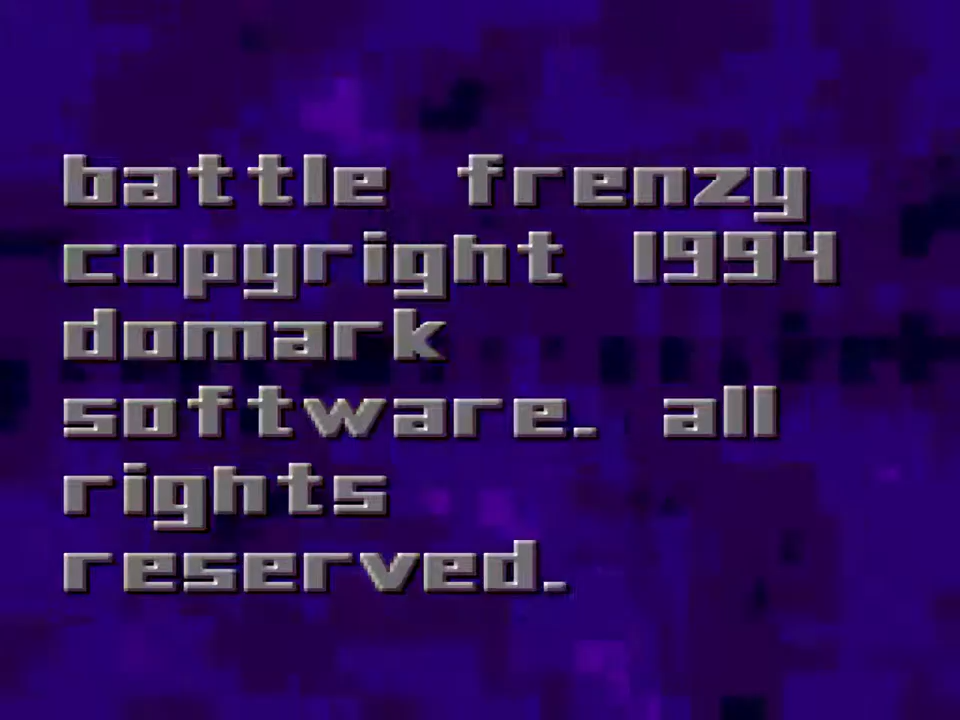 battle frenzy
copyright 1994
domark
software. all
rights
reserved.